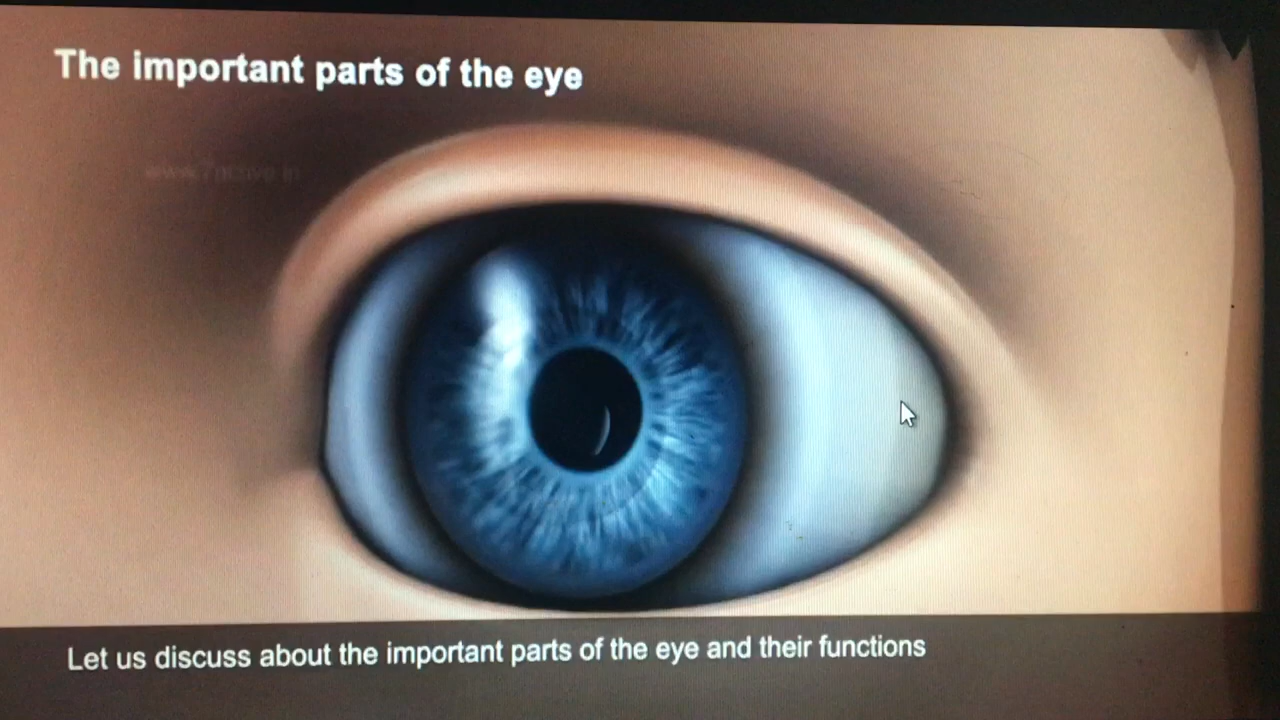 The important parts of the eye
Let us discuss about the important parts of the eye and their functions